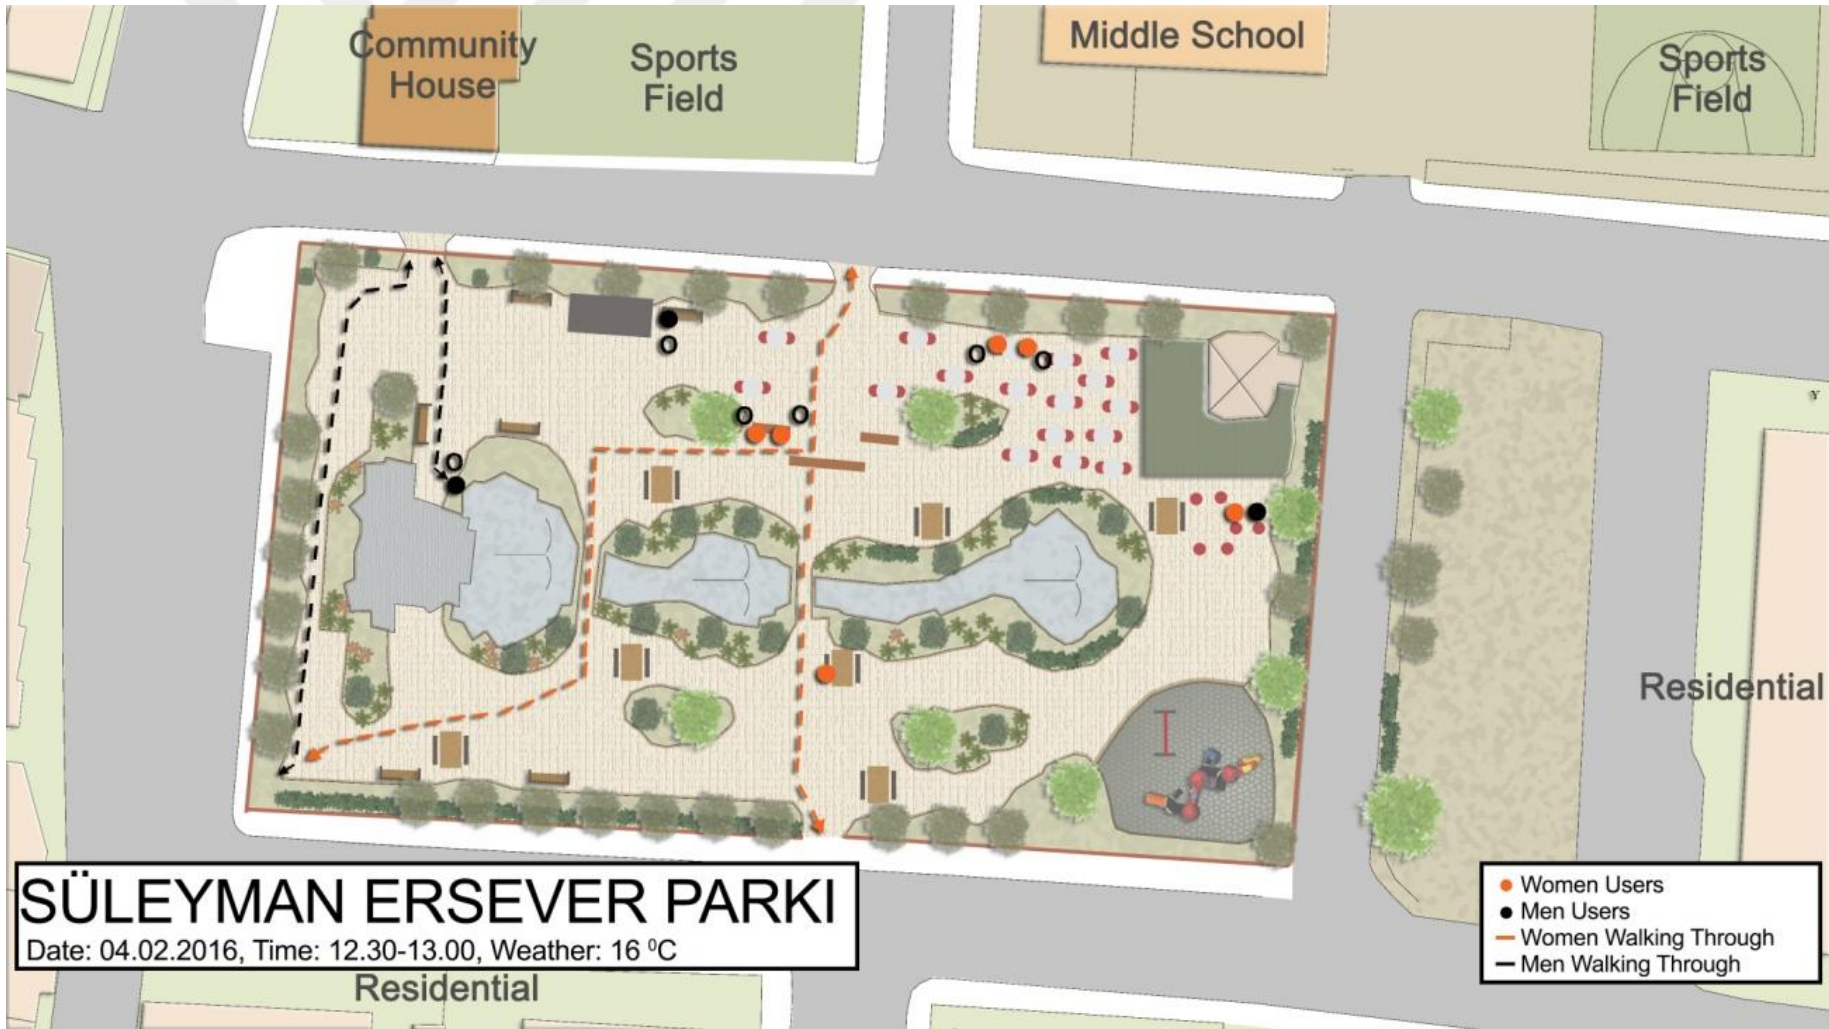 Community
House
Sports
Field
Middle School
Sports
Field
O
O
O
O
O
O
Y
Residential
SÜLEYMAN ERSEVER PARKI
Date: 04.02.2016, Time: 12.30-13.00, Weather: 16 ⁰C
Women Users
Men Users
Women Walking Through
Men Walking Through
Residential